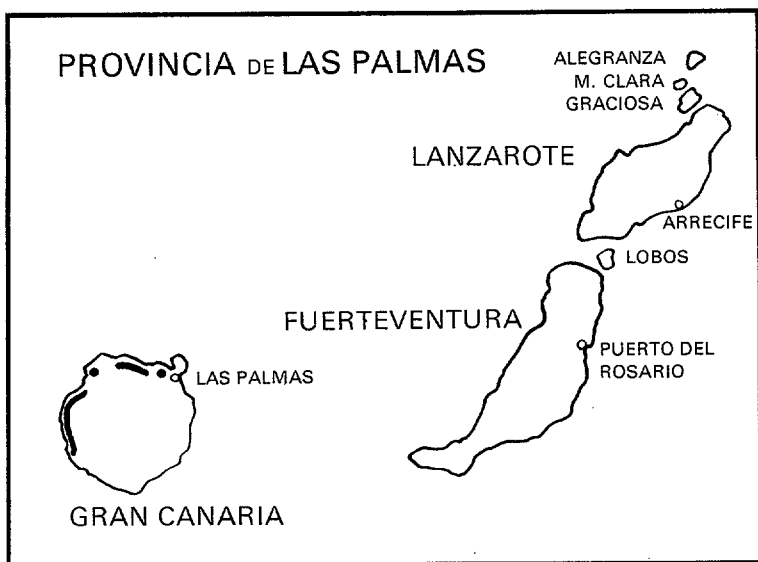 PROVINCIA DE LAS PALMAS
ALEGRANZA
M. CLARA
GRACIOSA
LANZAROTE
ARRECIFE
LOBOS
FUERTEVENTURA
PUERTO DEL
ROSARIO
LAS PALMAS
GRAN CANARIA